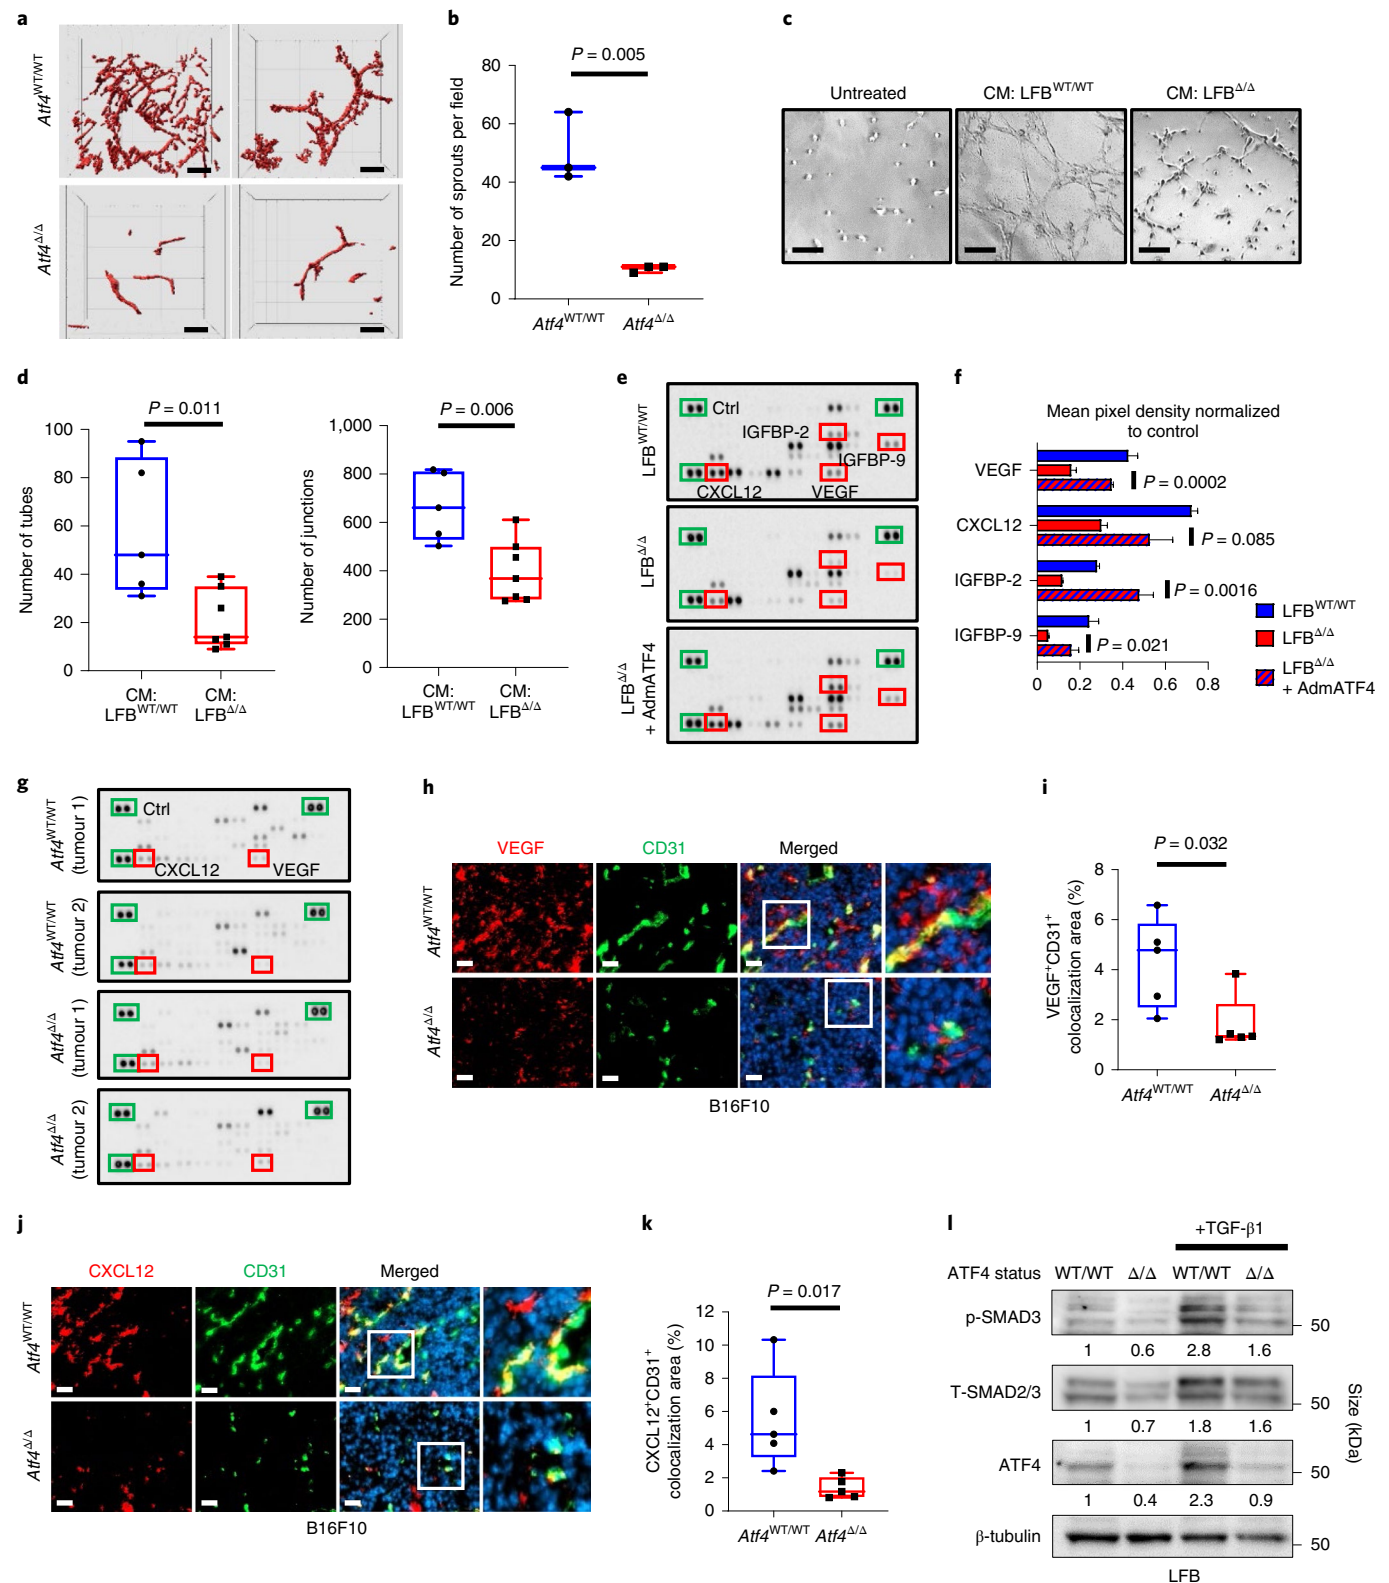 a
Atf4WT/WT
Atf4Δ/Δ
b
P = 0.005
Number of sprouts per field
80
60
40
20
0
Atf4WT/WT
Atf4Δ/Δ
c
Untreated
CM: LFBWT/WT
CM: LFBΔ/Δ
d
P = 0.011
Number of tubes
100
80
60
40
20
0
CM:
LFBWT/WT
CM:
LFBΔ/Δ
P = 0.006
Number of junctions
1,000
800
600
400
200
0
CM:
LFBWT/WT
CM:
LFBΔ/Δ
e
LFBWT/WT
Ctrl
IGFBP-2
IGFBP-9
CXCL12
VEGF
LFBΔ/Δ
LFBΔ/Δ
+ AdmATF4
f
Mean pixel density normalized
to control
VEGF
P = 0.0002
CXCL12
P = 0.085
IGFBP-2
P = 0.0016
IGFBP-9
P = 0.021
0
0.2
0.4
0.6
0.8
LFBWT/WT
LFBΔ/Δ
LFBΔ/Δ
+ AdmATF4
g
Atf4WT/WT
(tumour 1)
Ctrl
CXCL12
VEGF
Atf4WT/WT
(tumour 2)
Atf4Δ/Δ
(tumour 1)
Atf4Δ/Δ
(tumour 2)
h
VEGF
CD31
Merged
Atf4WT/WT
Atf4Δ/Δ
B16F10
i
P = 0.032
VEGF+CD31+
colocalization area (%)
8
6
4
2
0
Atf4WT/WT
Atf4Δ/Δ
j
CXCL12
CD31
Merged
Atf4WT/WT
Atf4Δ/Δ
B16F10
k
P = 0.017
CXCL12+CD31+
colocalization area (%)
12
10
8
6
4
2
0
Atf4WT/WT
Atf4Δ/Δ
l
+TGF-β1
ATF4 status
WT/WT
Δ/Δ
WT/WT
Δ/Δ
p-SMAD3
50
1
0.6
2.8
1.6
T-SMAD2/3
50
1
0.7
1.8
1.6
ATF4
50
1
0.4
2.3
0.9
β-tubulin
50
Size (kDa)
LFB